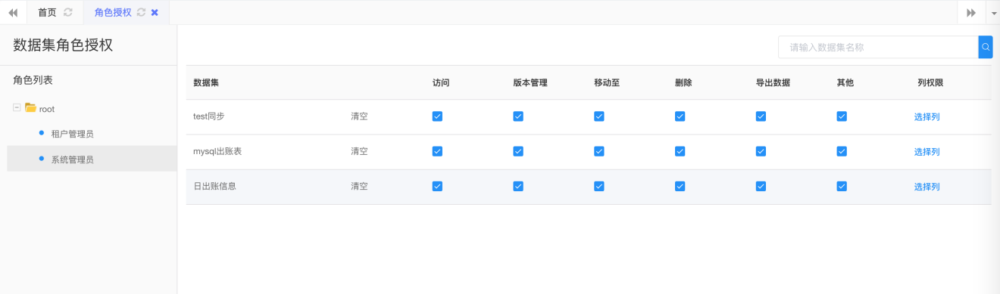 首页 角色授权
数据集角色授权
请输入数据集名称
角色列表
数据集 访问 版本管理 移动至 删除 导出数据 其他 列权限
root
test同步 清空 选择列
租户管理员
mysql出账表 清空 选择列
系统管理员
日出账信息 清空 选择列